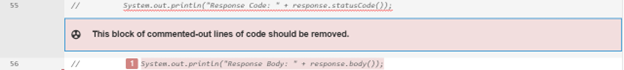 55 // System.out.println("Response Code: " + response.statusCode());
This block of commented-out lines of code should be removed.
56 // 1 System.out.println("Response Body: " + response.body());